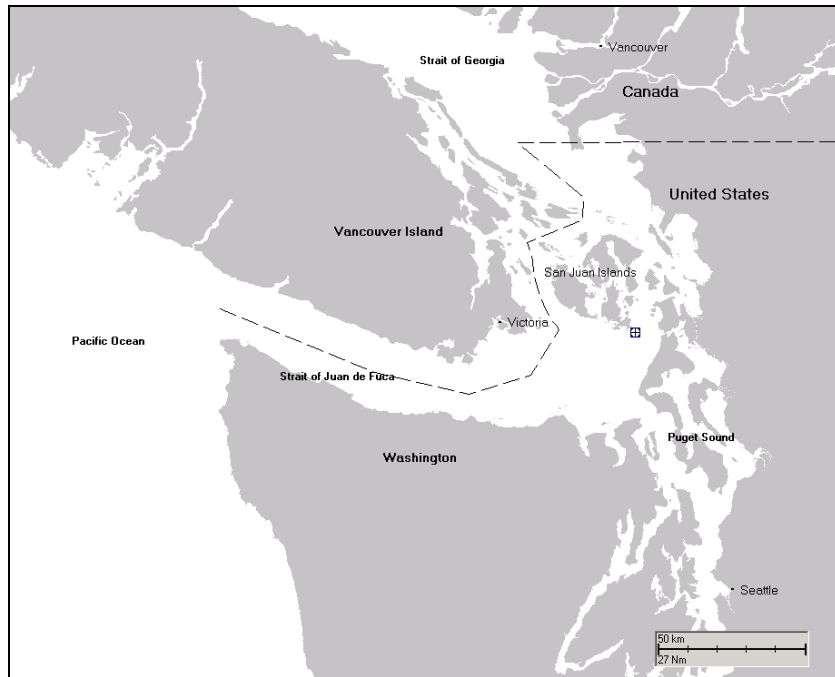 Vancouver
Strait of Georgia
Canada
United States
Vancouver Island
San Juan Islands
Victoria
Pacific Ocean
Strait of Juan de Fuca
Puget Sound
Washington
Seattle
50 km
27 Nm